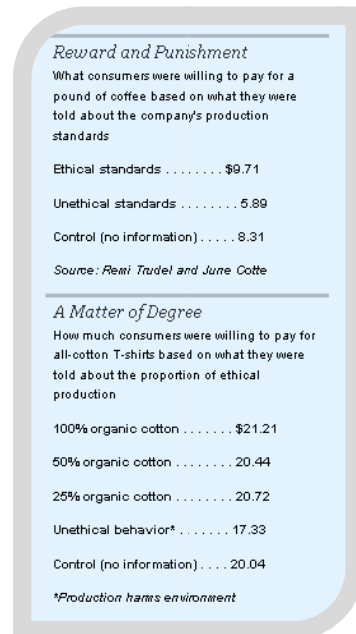 Reward and Punishment
What consumers were willing to pay for a
pound of coffee based on what they were
told about the company's production
standards
Ethical standards . . . . . . . . $9.71
Unethical standards . . . . . . . . 5.89
Control (no information) . . . . . 8.31
Source: Remi Trudel and June Cotte
A Matter of Degree
How much consumers were willing to pay for
all-cotton T-shirts based on what they were
told about the proportion of ethical
production
100% organic cotton . . . . . . . $21.21
50% organic cotton . . . . . . . . 20.44
25% organic cotton . . . . . . . . 20.72
Unethical behavior* . . . . . . . 17.33
Control (no information) . . . . 20.04
*Production harms environment